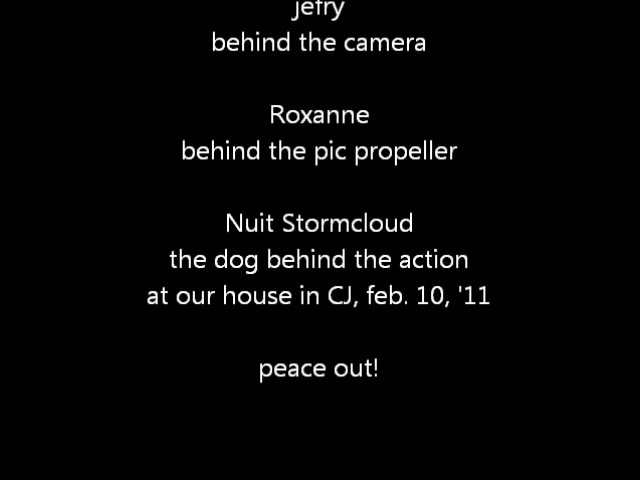 jefry
behind the camera
Roxanne
behind the pic propeller
Nuit Stormcloud
the dog behind the action
at our house in CJ, feb. 10, '11
peace out!